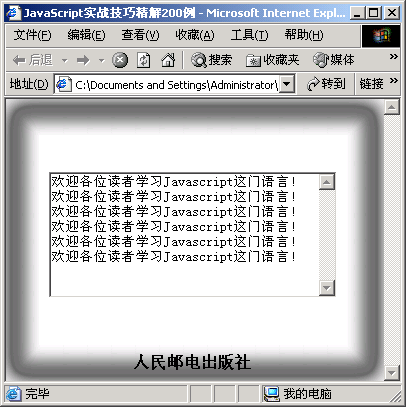 JavaScript实战技巧精解200例 - Microsoft Internet Expl...
文件(F) 编辑(E) 查看(V) 收藏(A) 工具(T) 帮助(H)
后退 搜索 收藏夹 媒体 »
地址(D) C:\Documents and Settings\Administrator\ 转到 链接 »
欢迎各位读者学习Javascript这门语言!
欢迎各位读者学习Javascript这门语言!
欢迎各位读者学习Javascript这门语言!
欢迎各位读者学习Javascript这门语言!
欢迎各位读者学习Javascript这门语言!
欢迎各位读者学习Javascript这门语言!
人民邮电出版社
完毕 我的电脑